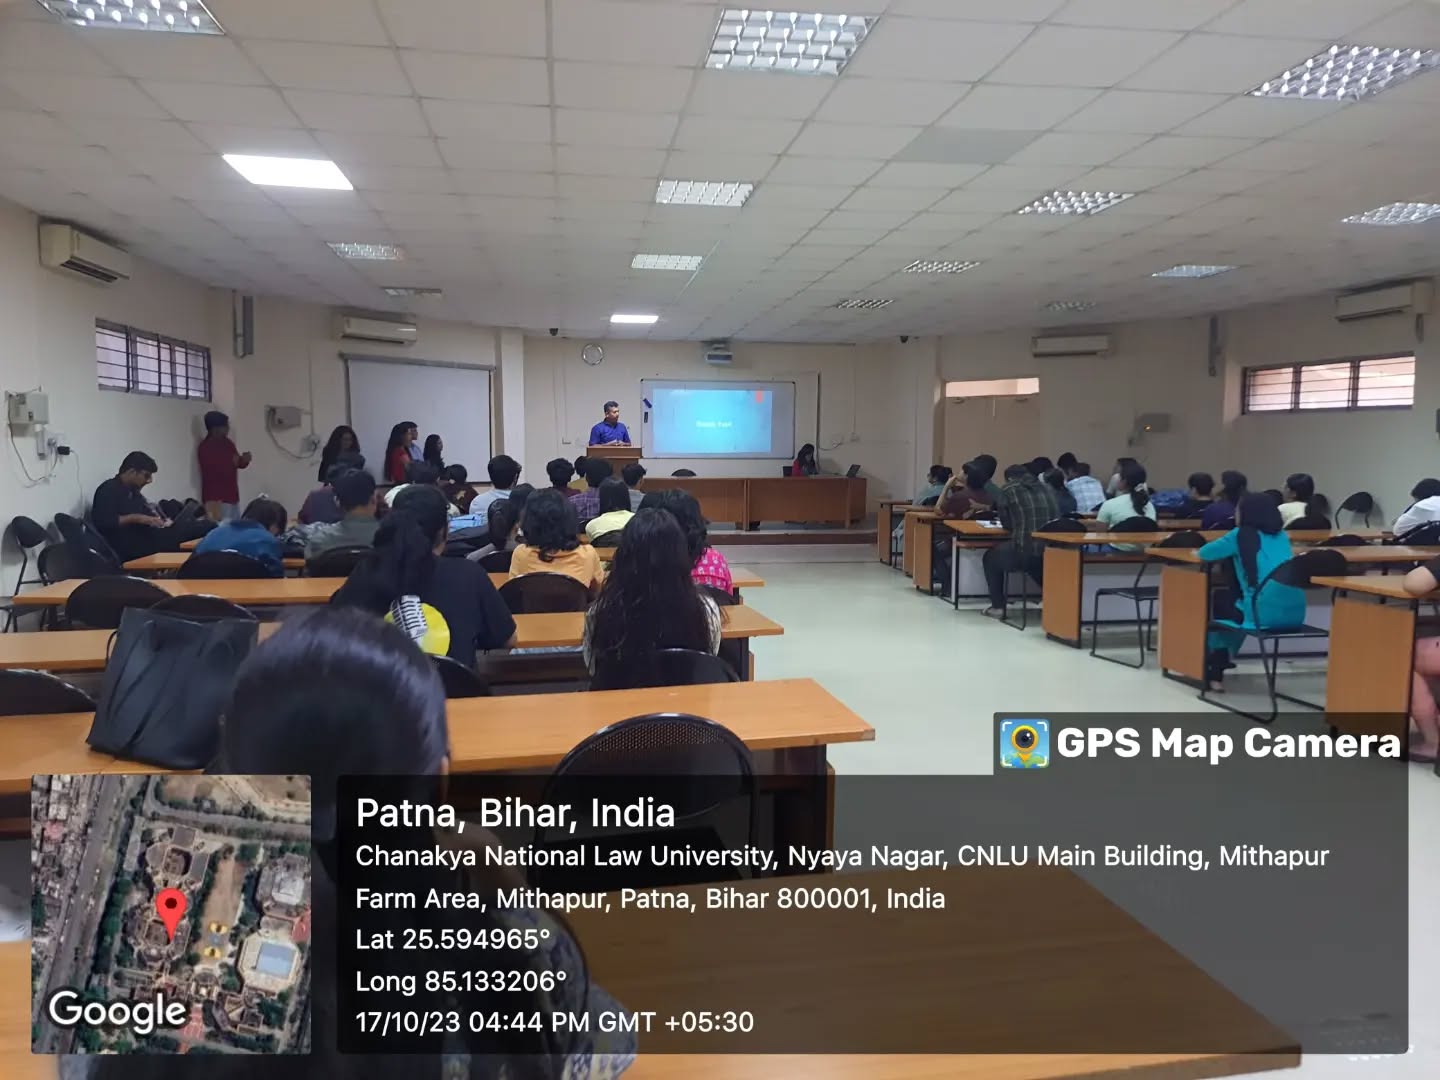 GPS Map Camera
Patna, Bihar, India
Chanakya National Law University, Nyaya Nagar, CNLU Main Building, Mithapur
Farm Area, Mithapur, Patna, Bihar 800001, India
Lat 25.594965°
Long 85.133206°
17/10/23 04:44 PM GMT +05:30
Google